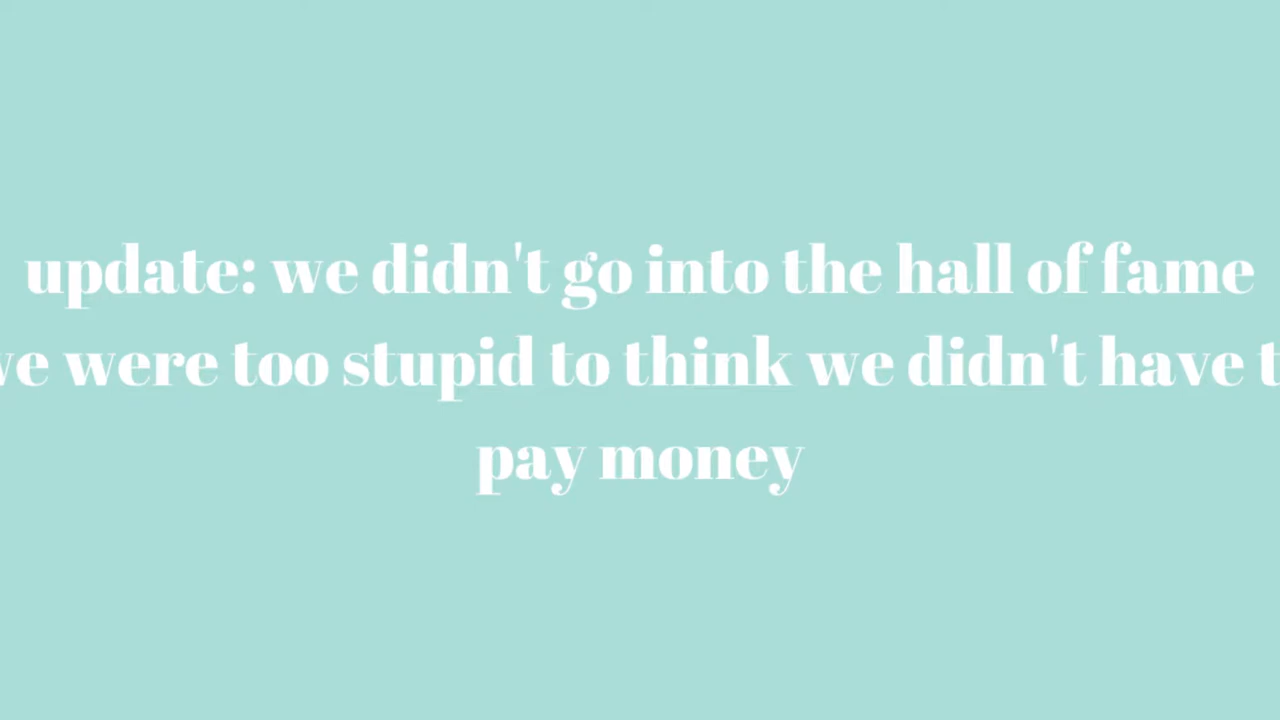 update: we didn't go into the hall of fame
we were too stupid to think we didn't have t
pay money